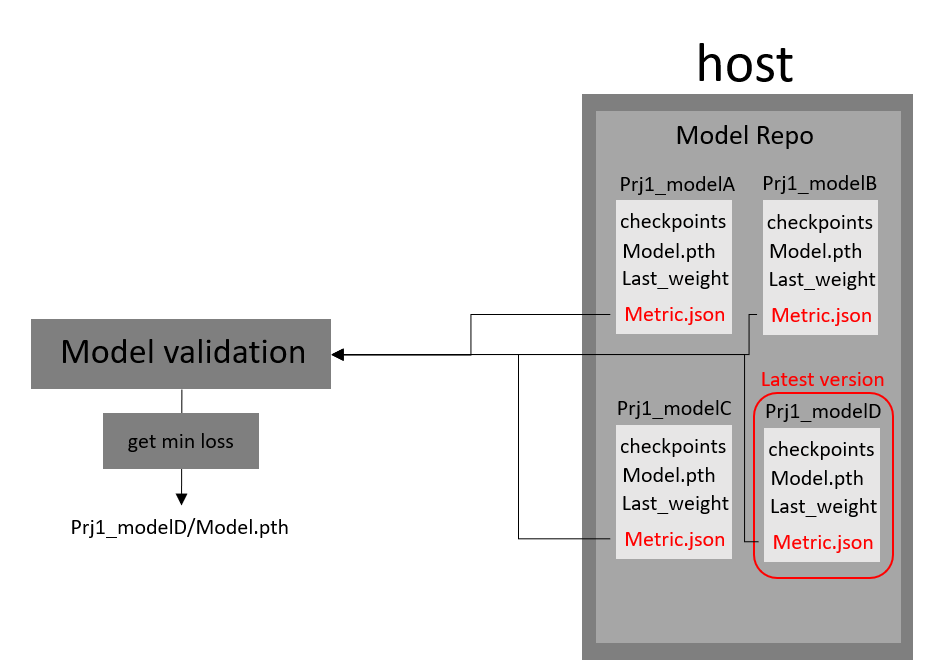 host
Model Repo
Prj1_modelA
checkpoints
Model.pth
Last_weight
Metric.json
Prj1_modelB
checkpoints
Model.pth
Last_weight
Metric.json
Model validation
get min loss
Prj1_modelD/Model.pth
Prj1_modelC
checkpoints
Model.pth
Last_weight
Metric.json
Latest version
Prj1_modelD
checkpoints
Model.pth
Last_weight
Metric.json